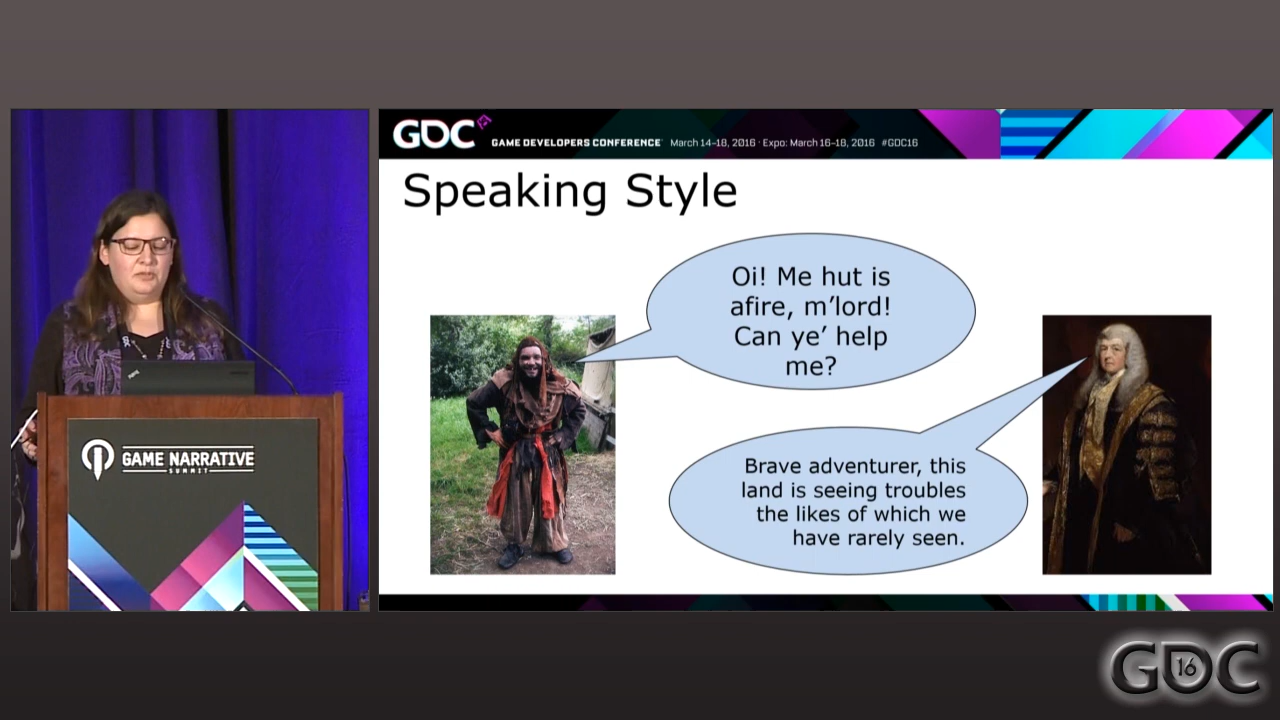 GDC
GAME DEVELOPERS CONFERENCE March 14-18, 2016 · Expo: March 16-18, 2016 #GDC16
Speaking Style
Oi! Me hut is
afire, m’lord!
Can ye’ help
me?
Brave adventurer, this
land is seeing troubles
the likes of which we
have rarely seen.
GAME NARRATIVE
SUMMIT
GDC
16